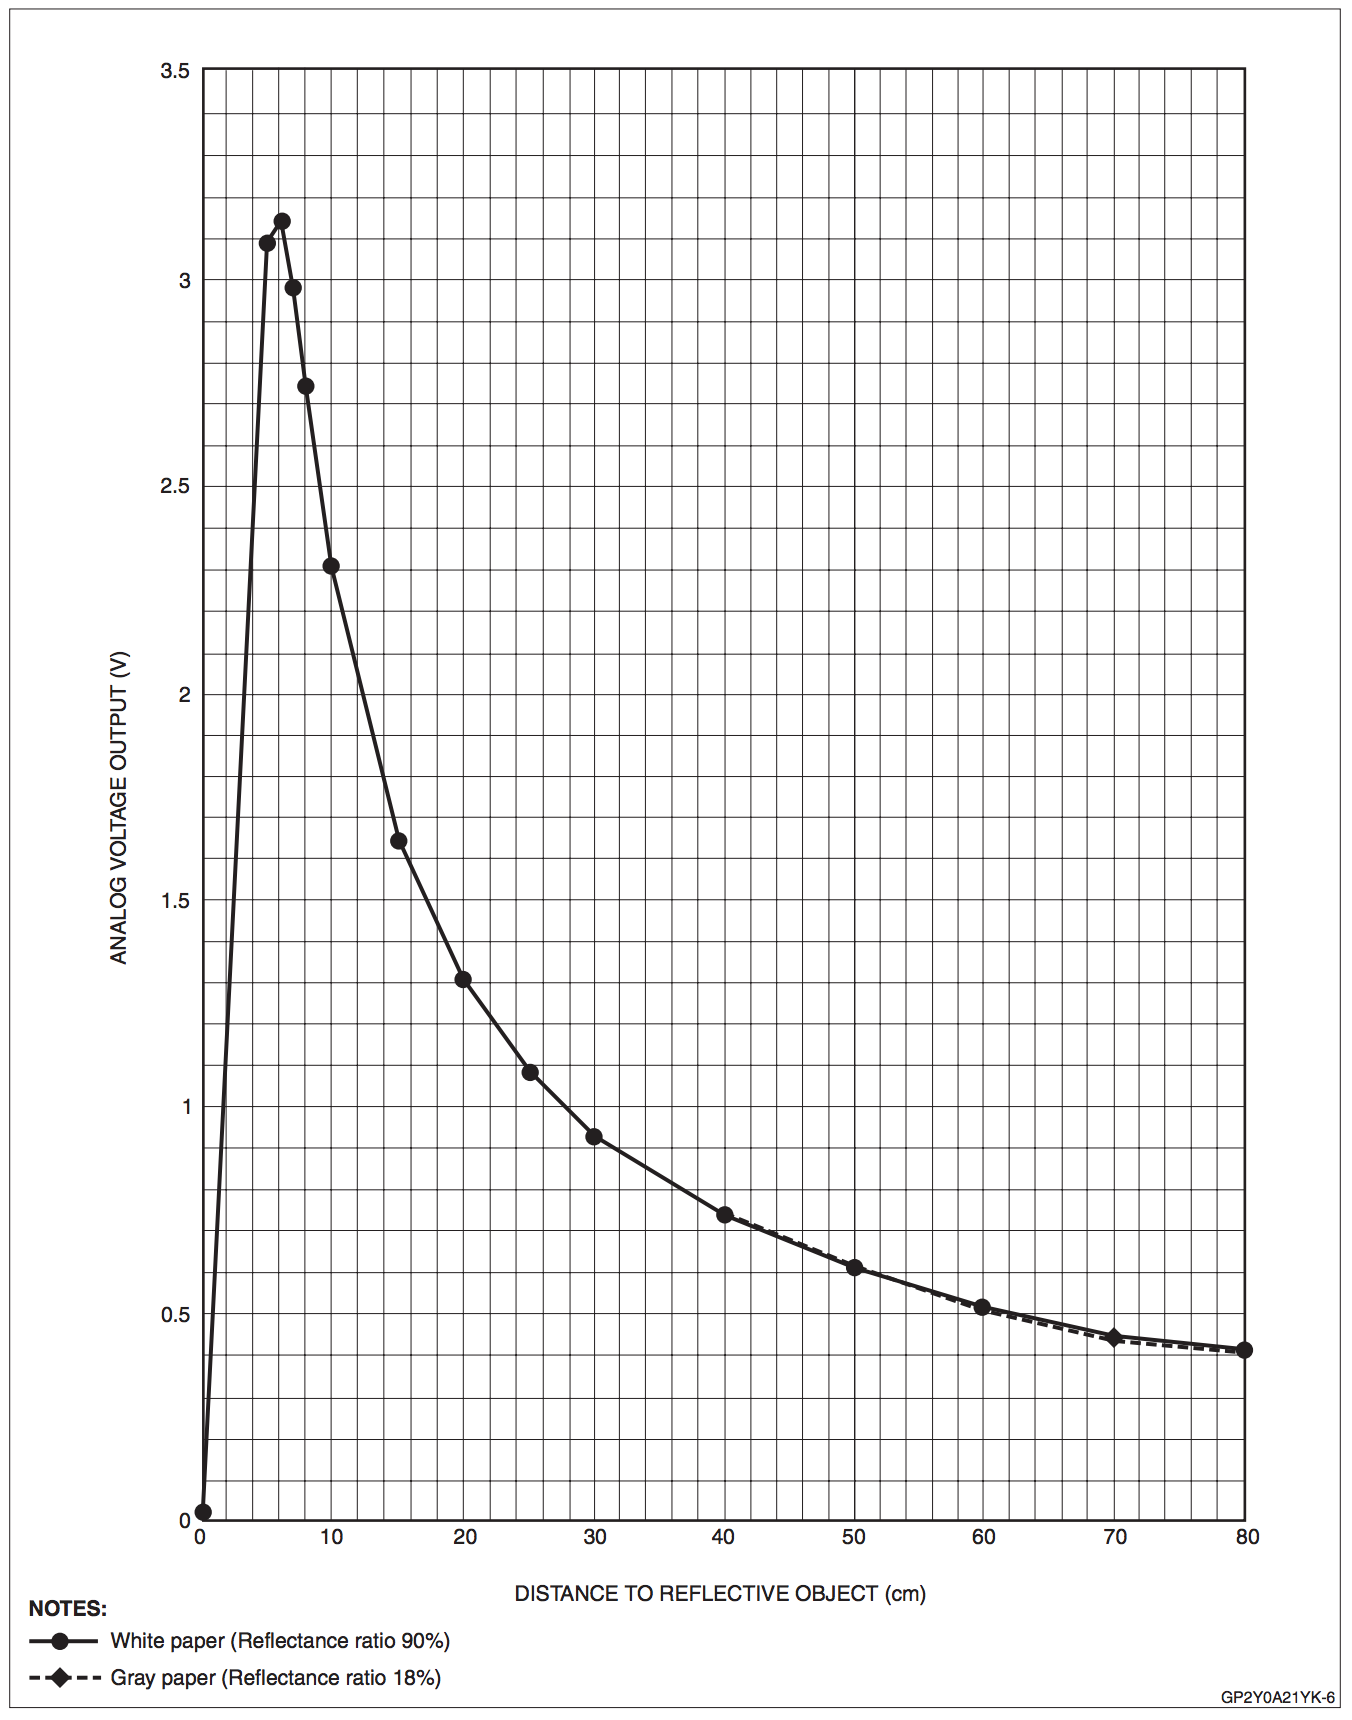 3.5
3
2.5
2
1.5
1
0.5
0
ANALOG VOLTAGE OUTPUT (V)
0 10 20 30 40 50 60 70 80
DISTANCE TO REFLECTIVE OBJECT (cm)
NOTES:
White paper (Reflectance ratio 90%)
Gray paper (Reflectance ratio 18%)
GP2Y0A21YK-6